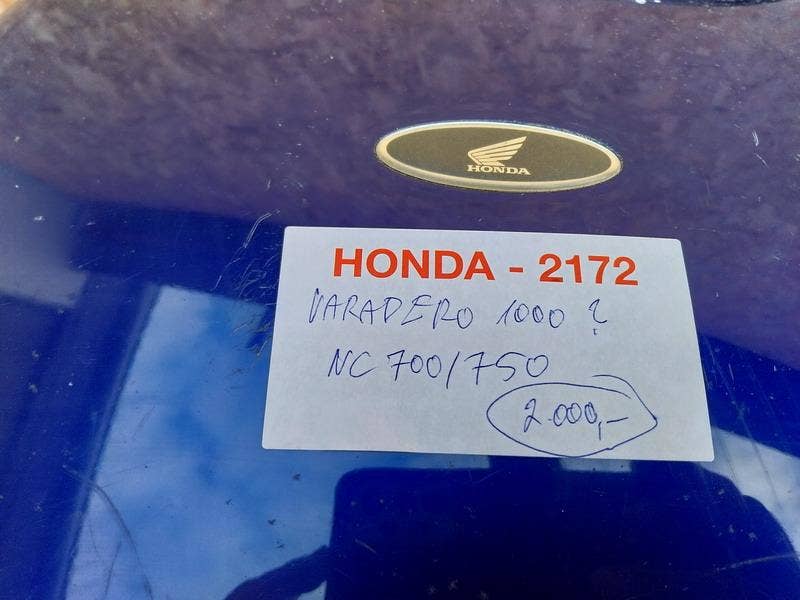 HONDA
HONDA - 2172
VARADERO 1000 ?
NC 700/750
2.000,-